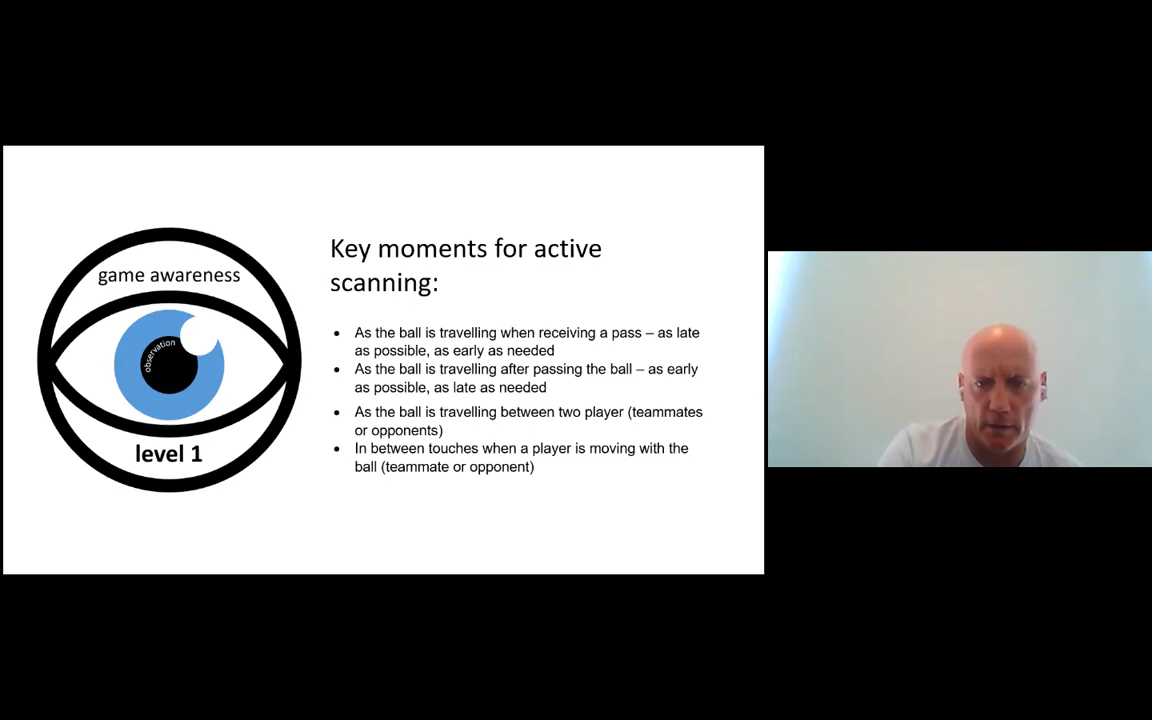 game awareness
observation
level 1
Key moments for active
scanning:
• As the ball is travelling when receiving a pass – as late
as possible, as early as needed
• As the ball is travelling after passing the ball – as early
as possible, as late as needed
• As the ball is travelling between two player (teammates
or opponents)
• In between touches when a player is moving with the
ball (teammate or opponent)